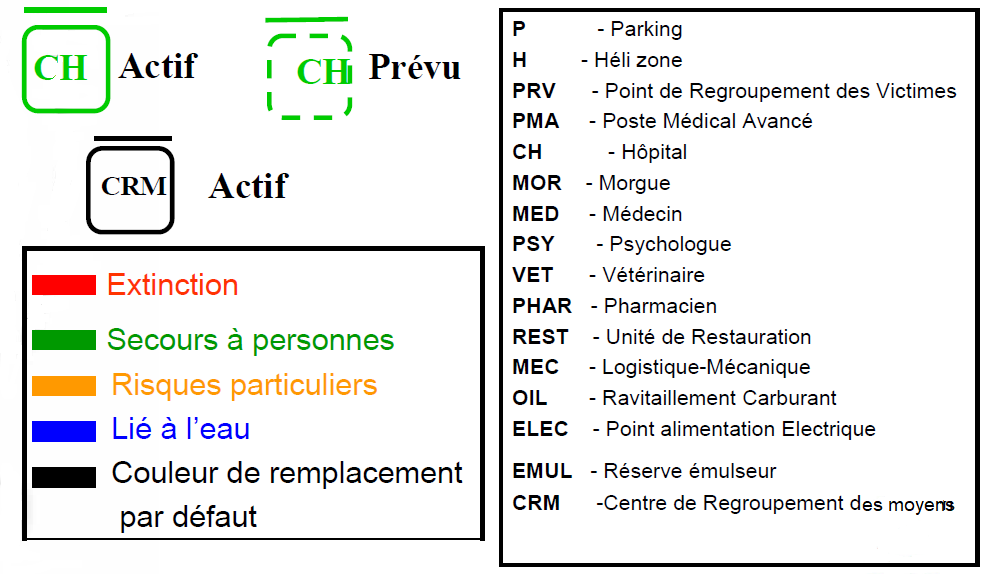 CH Actif
CH Prévu
CRM Actif
Extinction
Secours à personnes
Risques particuliers
Lié à l’eau
Couleur de remplacement
par défaut
P - Parking
H - Héli zone
PRV - Point de Regroupement des Victimes
PMA - Poste Médical Avancé
CH - Hôpital
MOR - Morgue
MED - Médecin
PSY - Psychologue
VET - Vétérinaire
PHAR - Pharmacien
REST - Unité de Restauration
MEC - Logistique-Mécanique
OIL - Ravitaillement Carburant
ELEC - Point alimentation Electrique
EMUL - Réserve émulseur
CRM -Centre de Regroupement des moyens